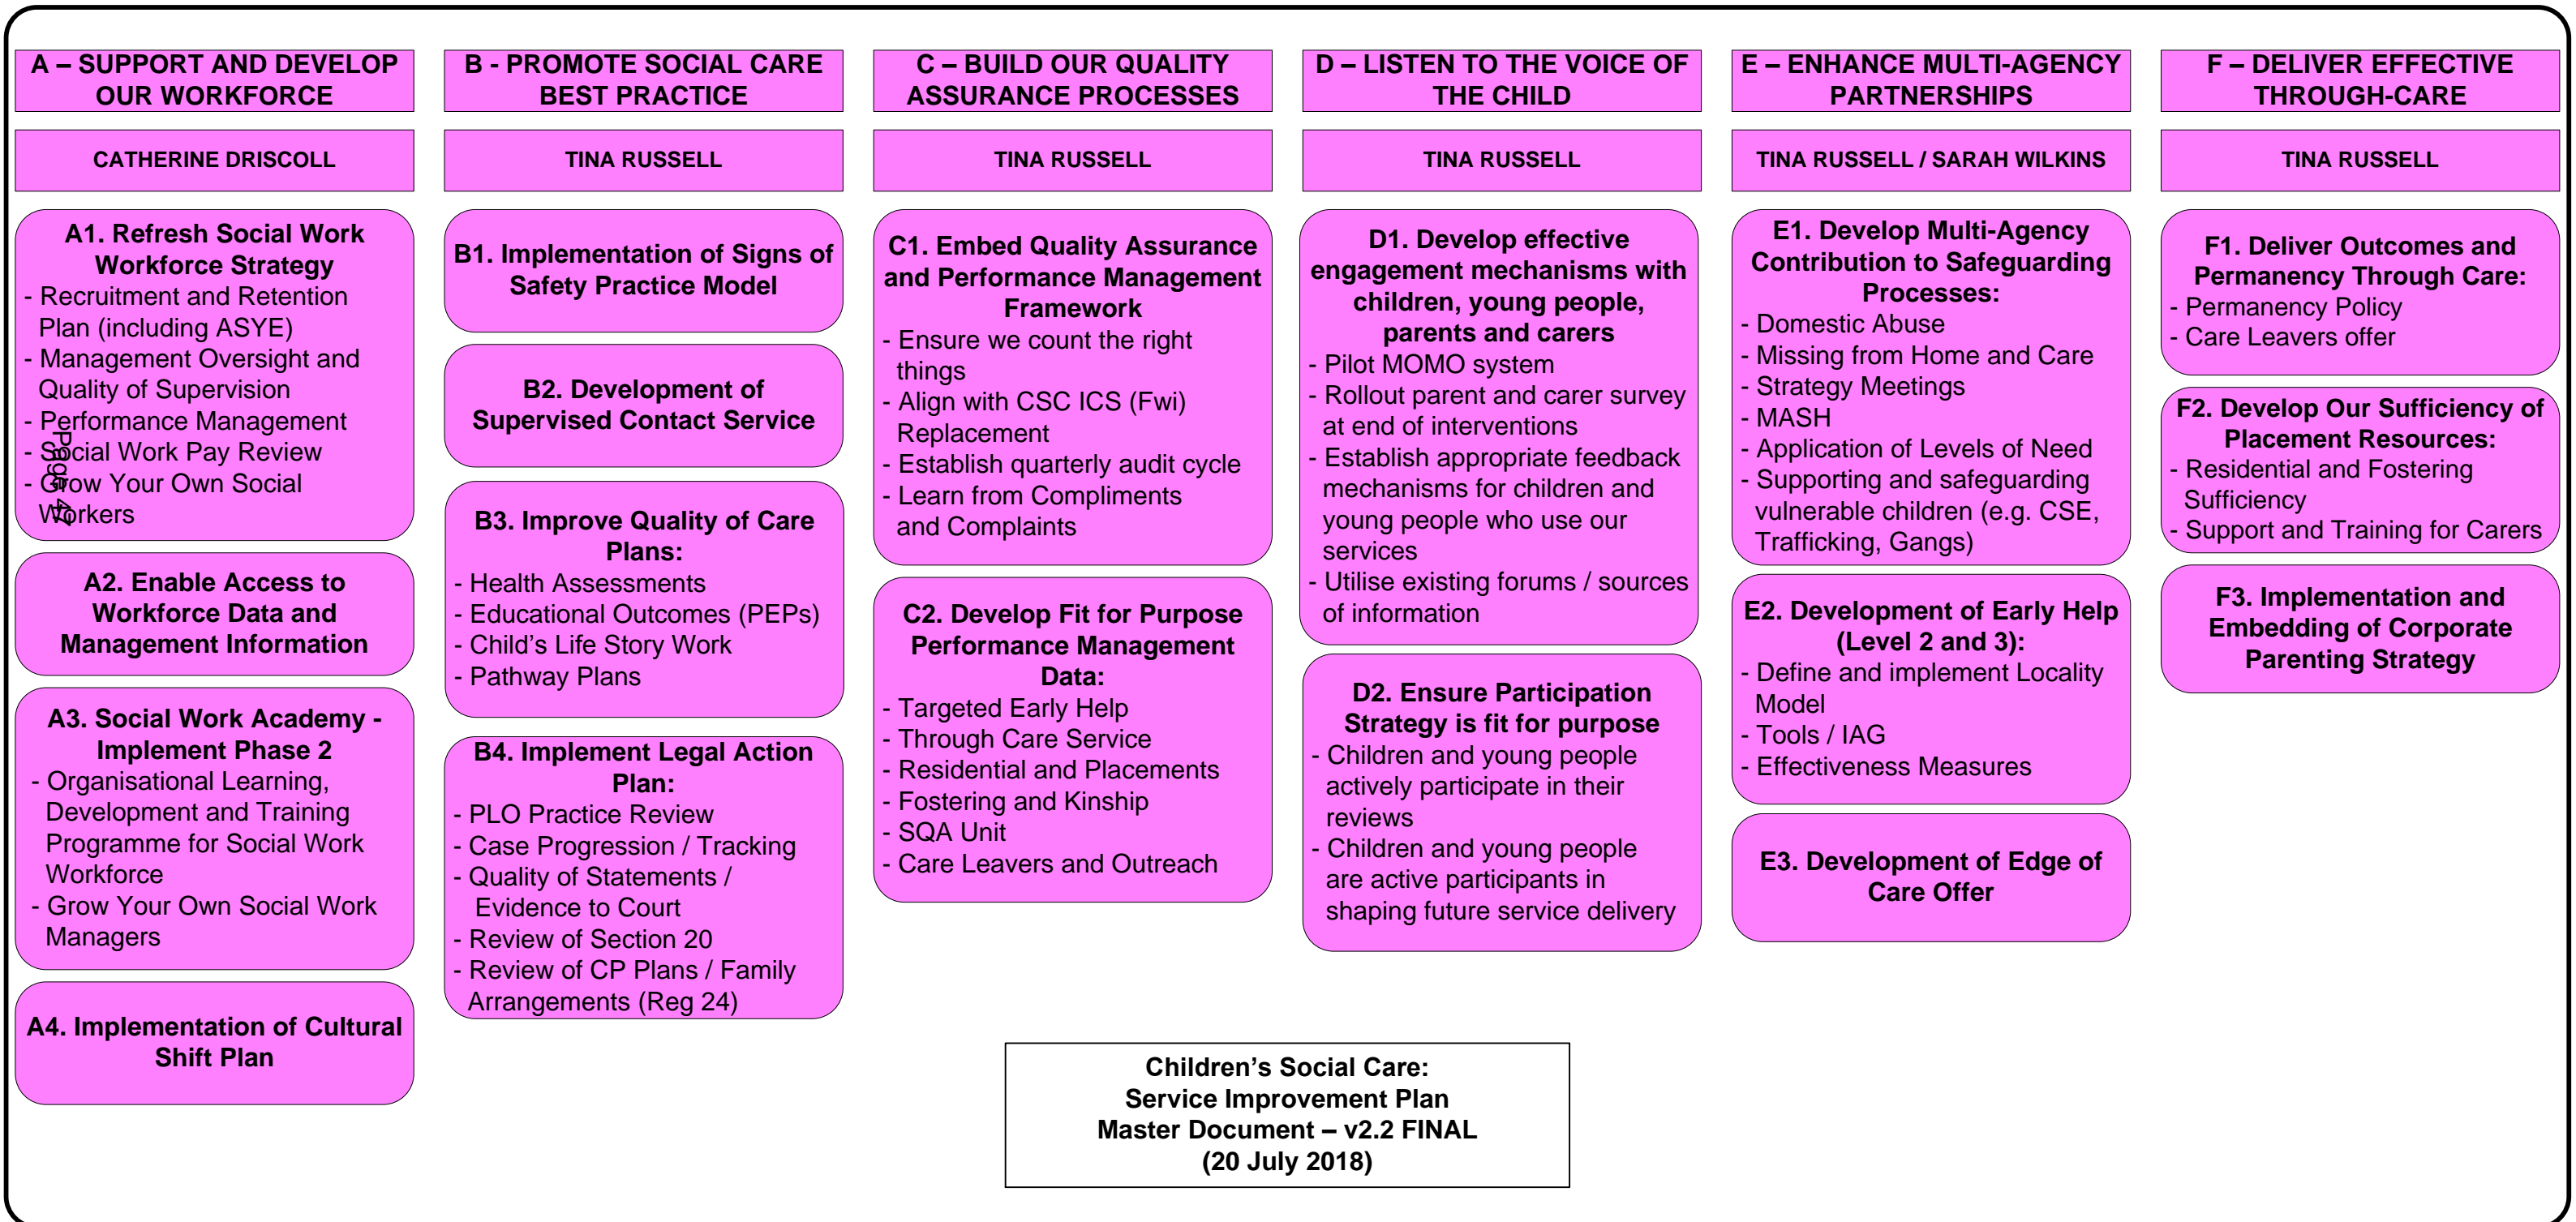 A – SUPPORT AND DEVELOP
OUR WORKFORCE
CATHERINE DRISCOLL
A1. Refresh Social Work
Workforce Strategy
- Recruitment and Retention
Plan (including ASYE)
- Management Oversight and
Quality of Supervision
- Performance Management
- Social Work Pay Review
- Grow Your Own Social
Workers
Page 47
A2. Enable Access to
Workforce Data and
Management Information
A3. Social Work Academy -
Implement Phase 2
- Organisational Learning,
Development and Training
Programme for Social Work
Workforce
- Grow Your Own Social Work
Managers
A4. Implementation of Cultural
Shift Plan
B - PROMOTE SOCIAL CARE
BEST PRACTICE
TINA RUSSELL
B1. Implementation of Signs of
Safety Practice Model
B2. Development of
Supervised Contact Service
B3. Improve Quality of Care
Plans:
- Health Assessments
- Educational Outcomes (PEPs)
- Child’s Life Story Work
- Pathway Plans
B4. Implement Legal Action
Plan:
- PLO Practice Review
- Case Progression / Tracking
- Quality of Statements /
Evidence to Court
- Review of Section 20
- Review of CP Plans / Family
Arrangements (Reg 24)
C – BUILD OUR QUALITY
ASSURANCE PROCESSES
TINA RUSSELL
C1. Embed Quality Assurance
and Performance Management
Framework
- Ensure we count the right
things
- Align with CSC ICS (Fwi)
Replacement
- Establish quarterly audit cycle
- Learn from Compliments
and Complaints
C2. Develop Fit for Purpose
Performance Management
Data:
- Targeted Early Help
- Through Care Service
- Residential and Placements
- Fostering and Kinship
- SQA Unit
- Care Leavers and Outreach
D – LISTEN TO THE VOICE OF
THE CHILD
TINA RUSSELL
D1. Develop effective
engagement mechanisms with
children, young people,
parents and carers
- Pilot MOMO system
- Rollout parent and carer survey
at end of interventions
- Establish appropriate feedback
mechanisms for children and
young people who use our
services
- Utilise existing forums / sources
of information
D2. Ensure Participation
Strategy is fit for purpose
- Children and young people
actively participate in their
reviews
- Children and young people
are active participants in
shaping future service delivery
E – ENHANCE MULTI-AGENCY
PARTNERSHIPS
TINA RUSSELL / SARAH WILKINS
E1. Develop Multi-Agency
Contribution to Safeguarding
Processes:
- Domestic Abuse
- Missing from Home and Care
- Strategy Meetings
- MASH
- Application of Levels of Need
- Supporting and safeguarding
vulnerable children (e.g. CSE,
Trafficking, Gangs)
E2. Development of Early Help
(Level 2 and 3):
- Define and implement Locality
Model
- Tools / IAG
- Effectiveness Measures
E3. Development of Edge of
Care Offer
F – DELIVER EFFECTIVE
THROUGH-CARE
TINA RUSSELL
F1. Deliver Outcomes and
Permanency Through Care:
- Permanency Policy
- Care Leavers offer
F2. Develop Our Sufficiency of
Placement Resources:
- Residential and Fostering
Sufficiency
- Support and Training for Carers
F3. Implementation and
Embedding of Corporate
Parenting Strategy
Children’s Social Care:
Service Improvement Plan
Master Document – v2.2 FINAL
(20 July 2018)